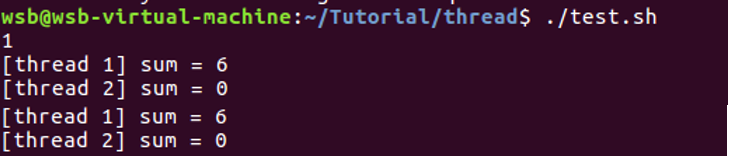 wsb@wsb-virtual-machine:~/Tutorial/thread$ ./test.sh
1
[thread 1] sum = 6
[thread 2] sum = 0
[thread 1] sum = 6
[thread 2] sum = 0